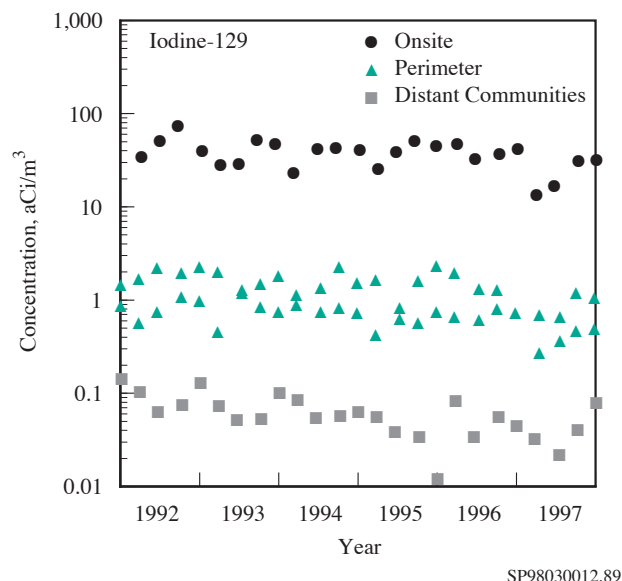 1,000
Iodine-129
Onsite
Perimeter
Distant Communities
100
10
1
0.1
0.01
Concentration, aCi/m³
1992 1993 1994 1995 1996 1997
Year
SP98030012.89